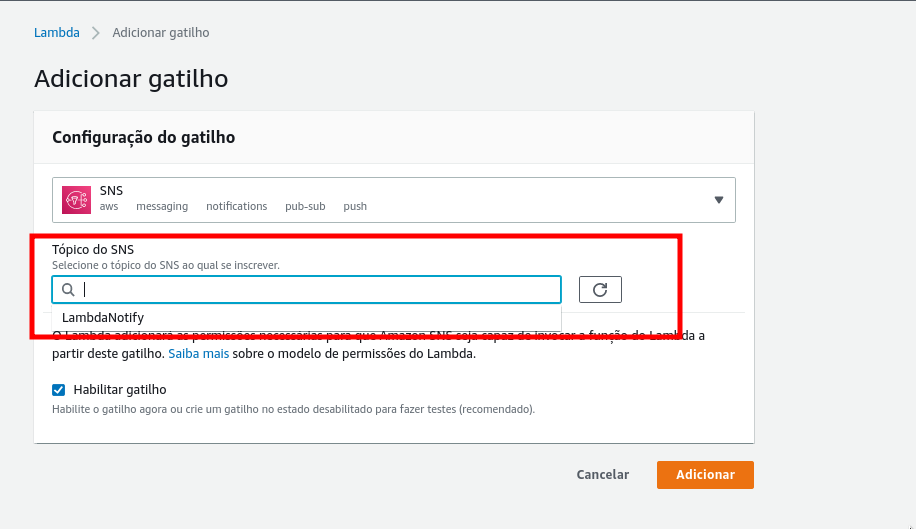 Lambda > Adicionar gatilho
Adicionar gatilho
Configuração do gatilho
SNS
aws messaging notifications pub-sub push
Tópico do SNS
Selecione o tópico do SNS ao qual se inscrever.
LambdaNotify
O Lambda adicionará as permissões necessárias para que Amazon SNS seja capaz de invocar a função do Lambda a
partir deste gatilho. Saiba mais sobre o modelo de permissões do Lambda.
Habilitar gatilho
Habilite o gatilho agora ou crie um gatilho no estado desabilitado para fazer testes (recomendado).
Cancelar
Adicionar